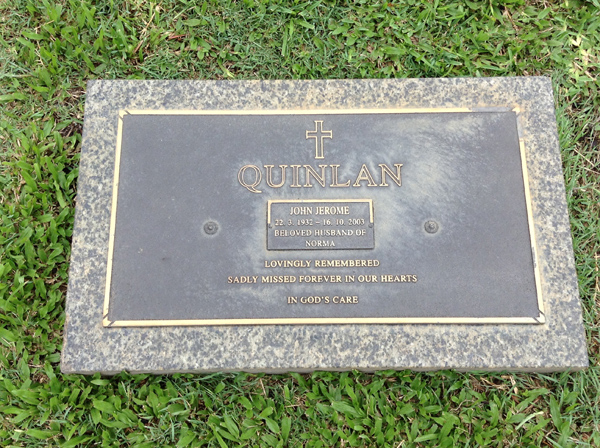 QUINLAN
JOHN JEROME
22. 3. 1932 – 16. 10. 2003
BELOVED HUSBAND OF
NORMA
LOVINGLY REMEMBERED
SADLY MISSED FOREVER IN OUR HEARTS
IN GOD'S CARE